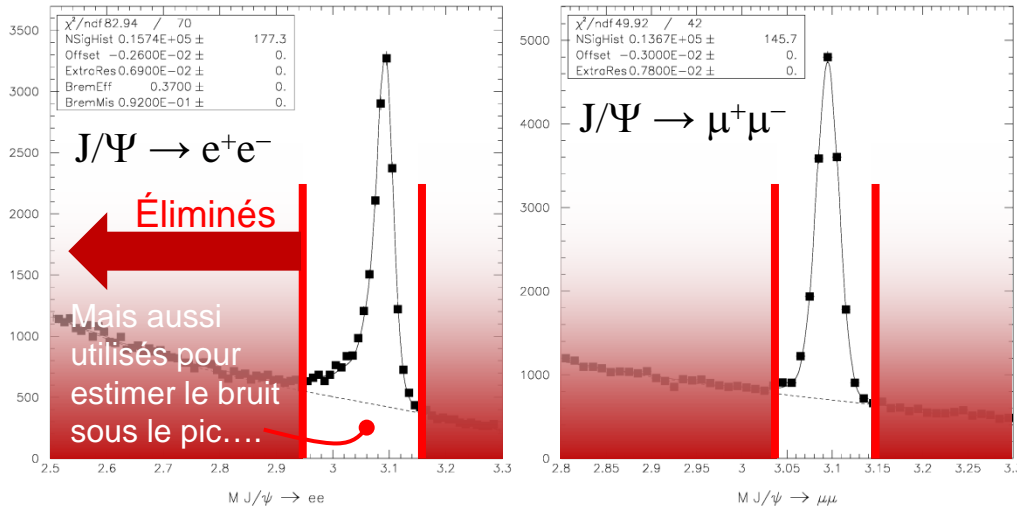 χ²/ndf 82.94 / 70
NSigHist 0.1574E+05 ± 177.3
Offset -0.2600E-02 ± 0.
ExtraRes 0.6900E-02 ± 0.
BremEff 0.3700 ± 0.
BremMis 0.9200E-01 ± 0.
J/Ψ → e⁺e⁻
Éliminés
Mais aussi
utilisés pour
estimer le bruit
sous le pic....
3500
3000
2500
2000
1500
1000
500
0
2.5 2.6 2.7 2.8 2.9 3 3.1 3.2 3.3
M J/ψ → ee
χ²/ndf 49.92 / 42
NSigHist 0.1367E+05 ± 145.7
Offset -0.3000E-02 ± 0.
ExtraRes 0.7800E-02 ± 0.
J/Ψ → μ⁺μ⁻
5000
4000
3000
2000
1000
0
2.8 2.85 2.9 2.95 3 3.05 3.1 3.15 3.2 3.25
M J/ψ → μμ